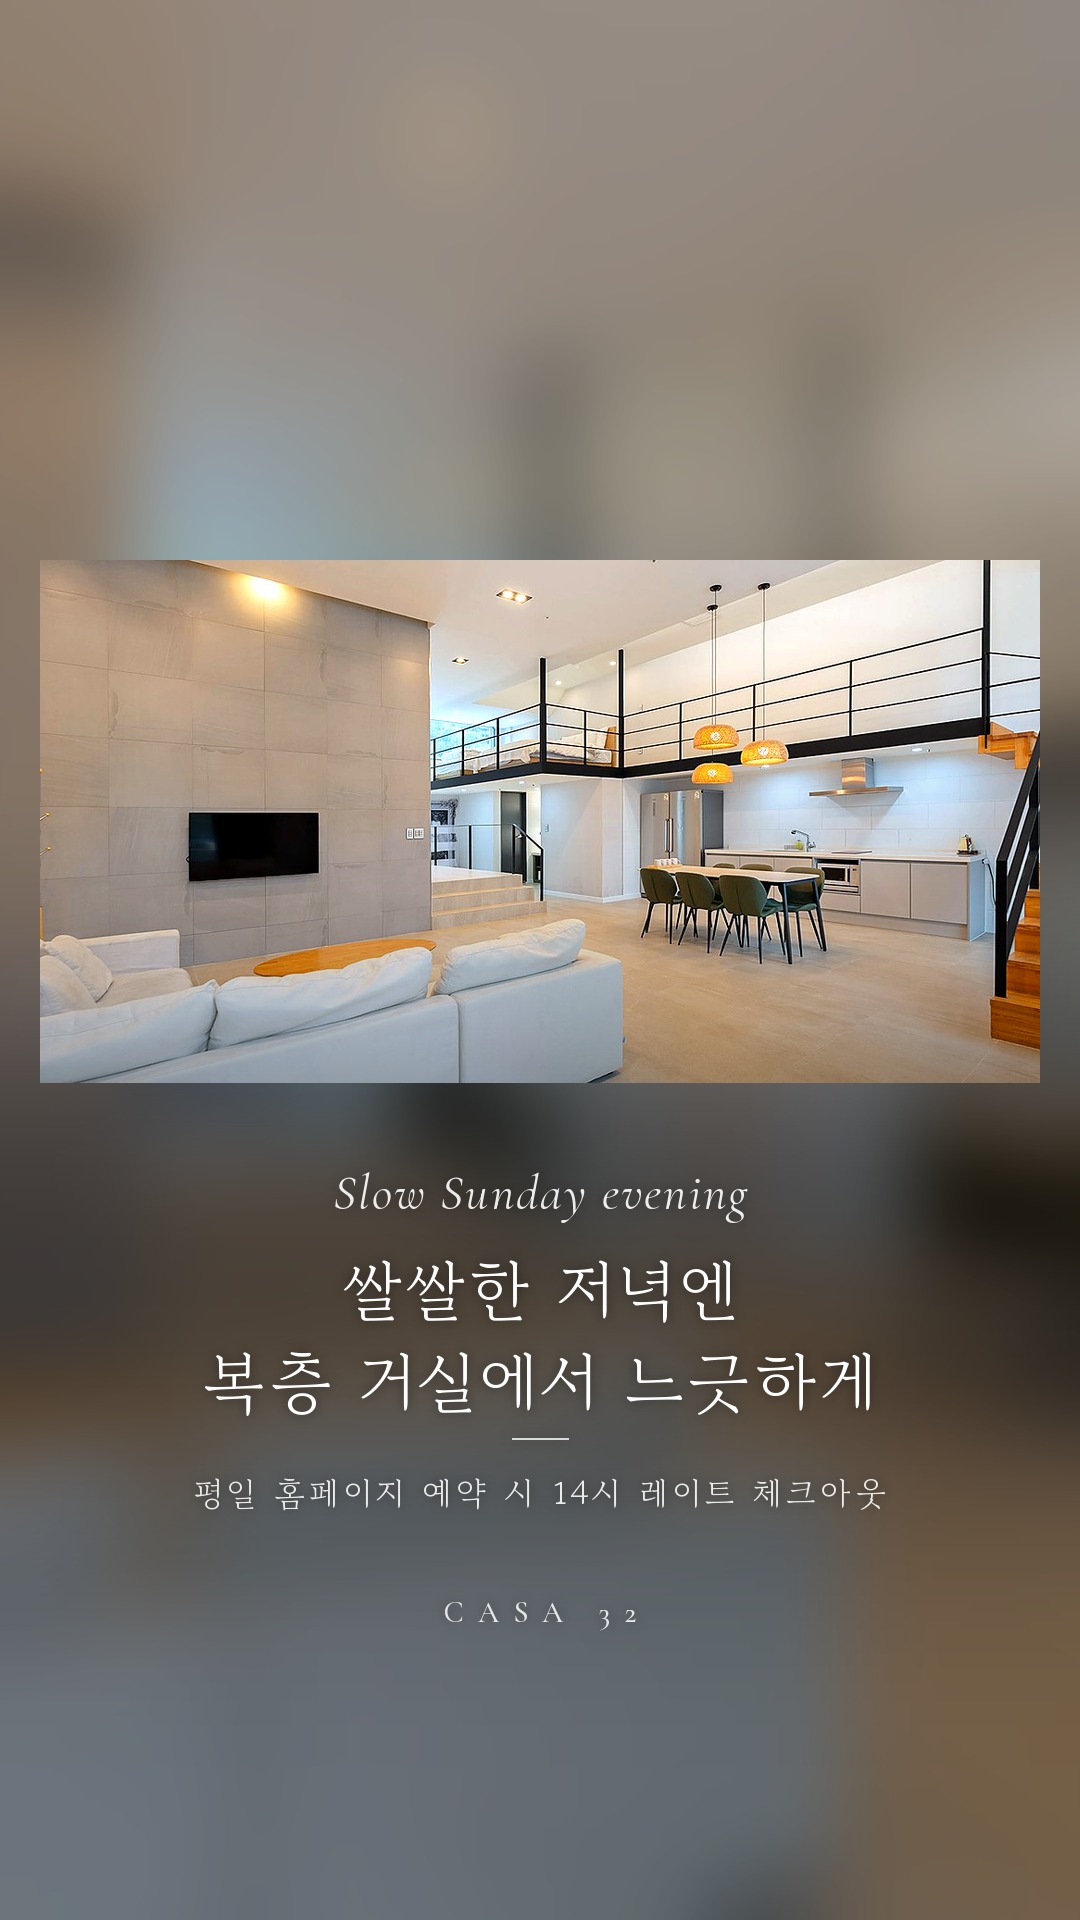 Slow Sunday evening
쌀쌀한 저녁엔
복층 거실에서 느긋하게
평일 홈페이지 예약 시 14시 레이트 체크아웃
CASA 32